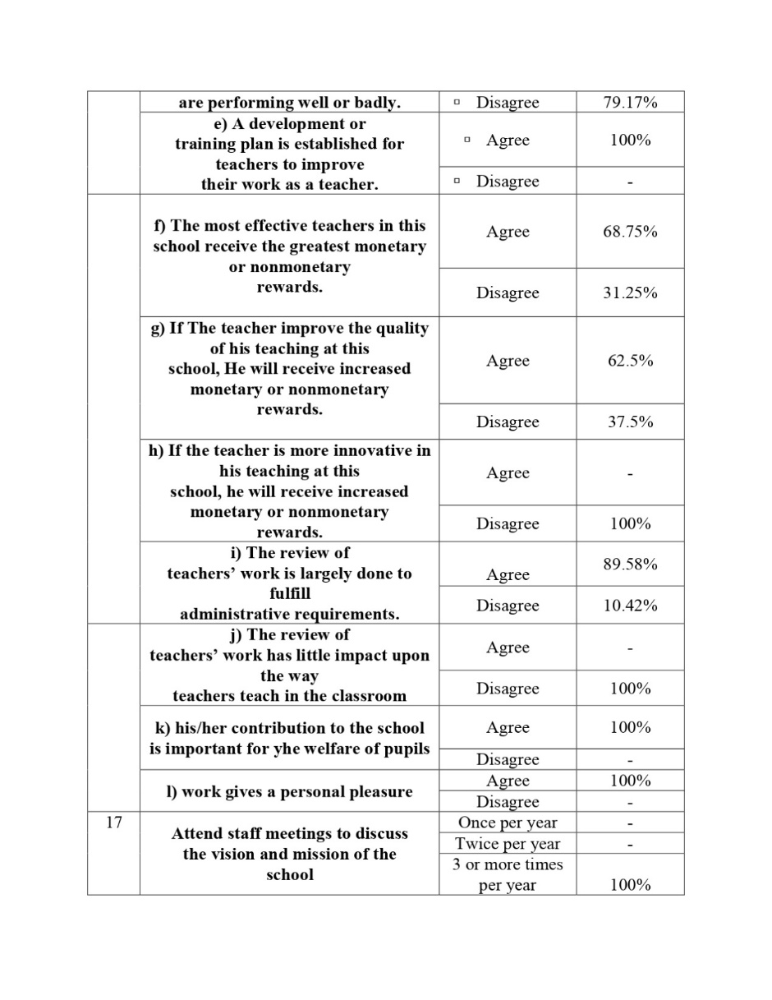 are performing well or badly.
▫ Disagree
79.17%
e) A development or
training plan is established for
teachers to improve
their work as a teacher.
▫ Agree
100%
▫ Disagree
-
f) The most effective teachers in this
school receive the greatest monetary
or nonmonetary
rewards.
Agree
68.75%
Disagree
31.25%
g) If The teacher improve the quality
of his teaching at this
school, He will receive increased
monetary or nonmonetary
rewards.
Agree
62.5%
Disagree
37.5%
h) If the teacher is more innovative in
his teaching at this
school, he will receive increased
monetary or nonmonetary
rewards.
Agree
-
Disagree
100%
i) The review of
teachers’ work is largely done to
fulfill
administrative requirements.
Agree
89.58%
Disagree
10.42%
j) The review of
teachers’ work has little impact upon
the way
teachers teach in the classroom
Agree
-
Disagree
100%
k) his/her contribution to the school
is important for yhe welfare of pupils
Agree
100%
Disagree
-
l) work gives a personal pleasure
Agree
100%
Disagree
-
17
Attend staff meetings to discuss
the vision and mission of the
school
Once per year
-
Twice per year
-
3 or more times
per year
100%